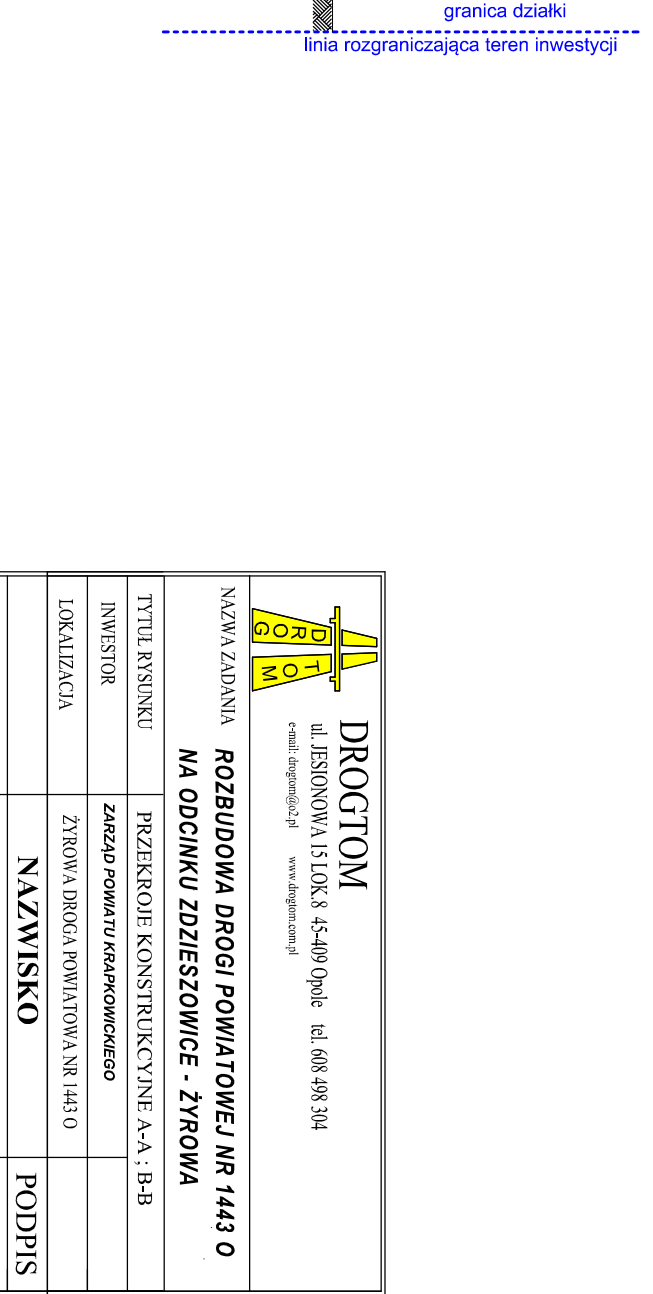 granica działki
linia rozgraniczająca teren inwestycji
DROG
TOM
DROGTOM
ul. JESIONOWA 15 LOK.8 45-409 Opole tel. 608 498 304
e-mail: drogtom@o2.pl www.drogtom.com.pl
NAZWA ZADANIA ROZBUDOWA DROGI POWIATOWEJ NR 1443 O
NA ODCINKU ZDZIESZOWICE - ŻYROWA
TYTUŁ RYSUNKU PRZEKROJE KONSTRUKCYJNE A-A ; B-B
INWESTOR ZARZĄD POWIATU KRAPKOWICKIEGO
LOKALIZACJA ŻYROWA DROGA POWIATOWA NR 1443 O
NAZWISKO PODPIS